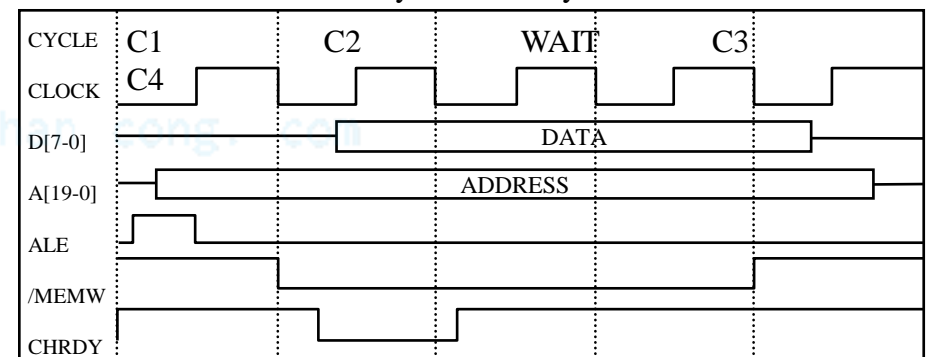 CYCLE C1 C2 WAIT C3
C4
CLOCK
D[7-0] DATA
A[19-0] ADDRESS
ALE
/MEMW
CHRDY